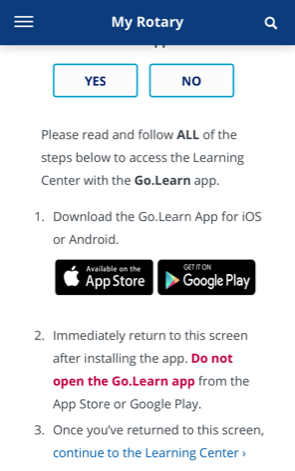 My Rotary
YES NO
Please read and follow ALL of the
steps below to access the Learning
Center with the Go.Learn app.
1. Download the Go.Learn App for iOS
or Android.
Available on the
App Store
GET IT ON
Google Play
2. Immediately return to this screen
after installing the app. Do not
open the Go.Learn app from the
App Store or Google Play.
3. Once you've returned to this screen,
continue to the Learning Center ›